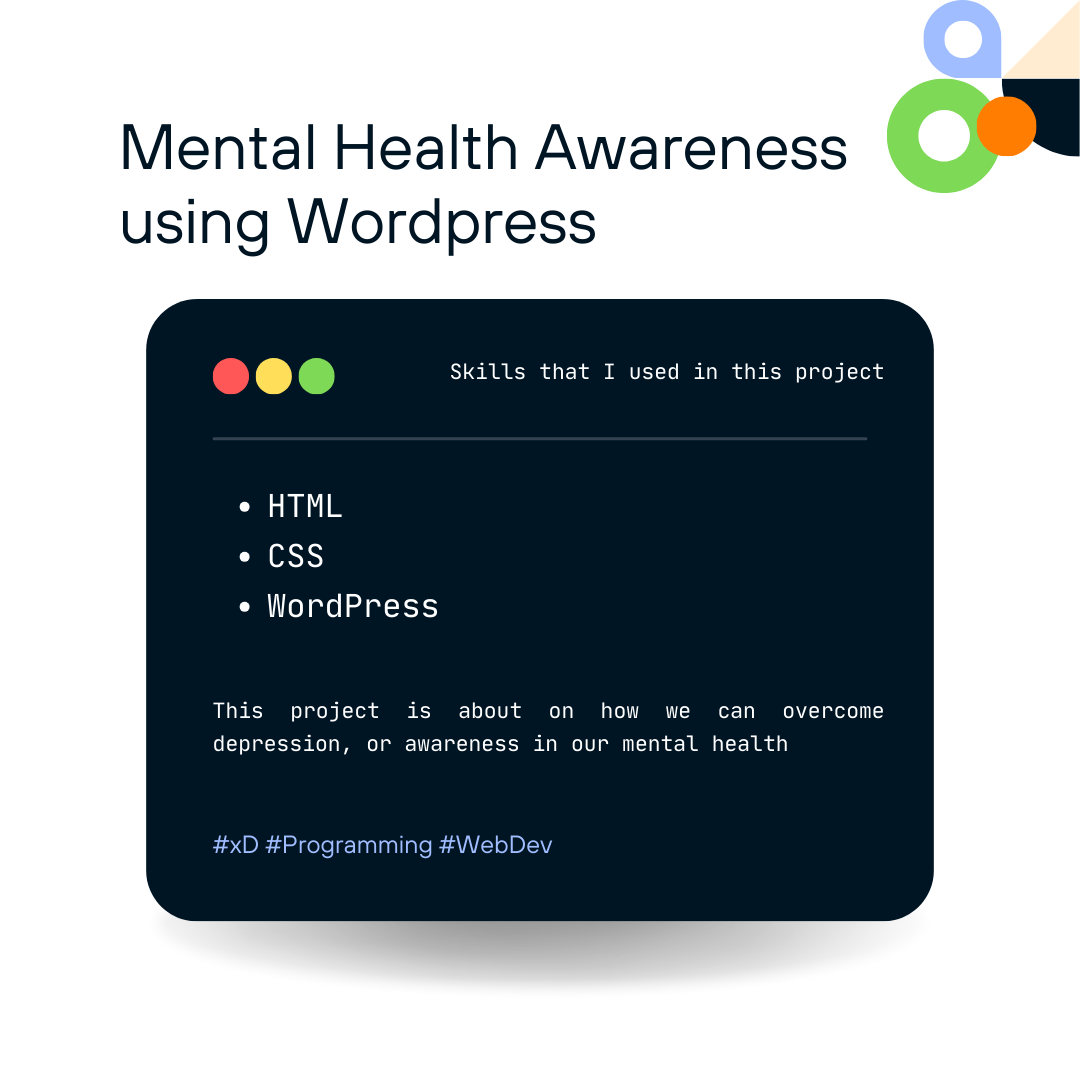 Mental Health Awareness
using Wordpress
Skills that I used in this project
• HTML
• CSS
• WordPress
This project is about on how we can overcome
depression, or awareness in our mental health
#xD #Programming #WebDev